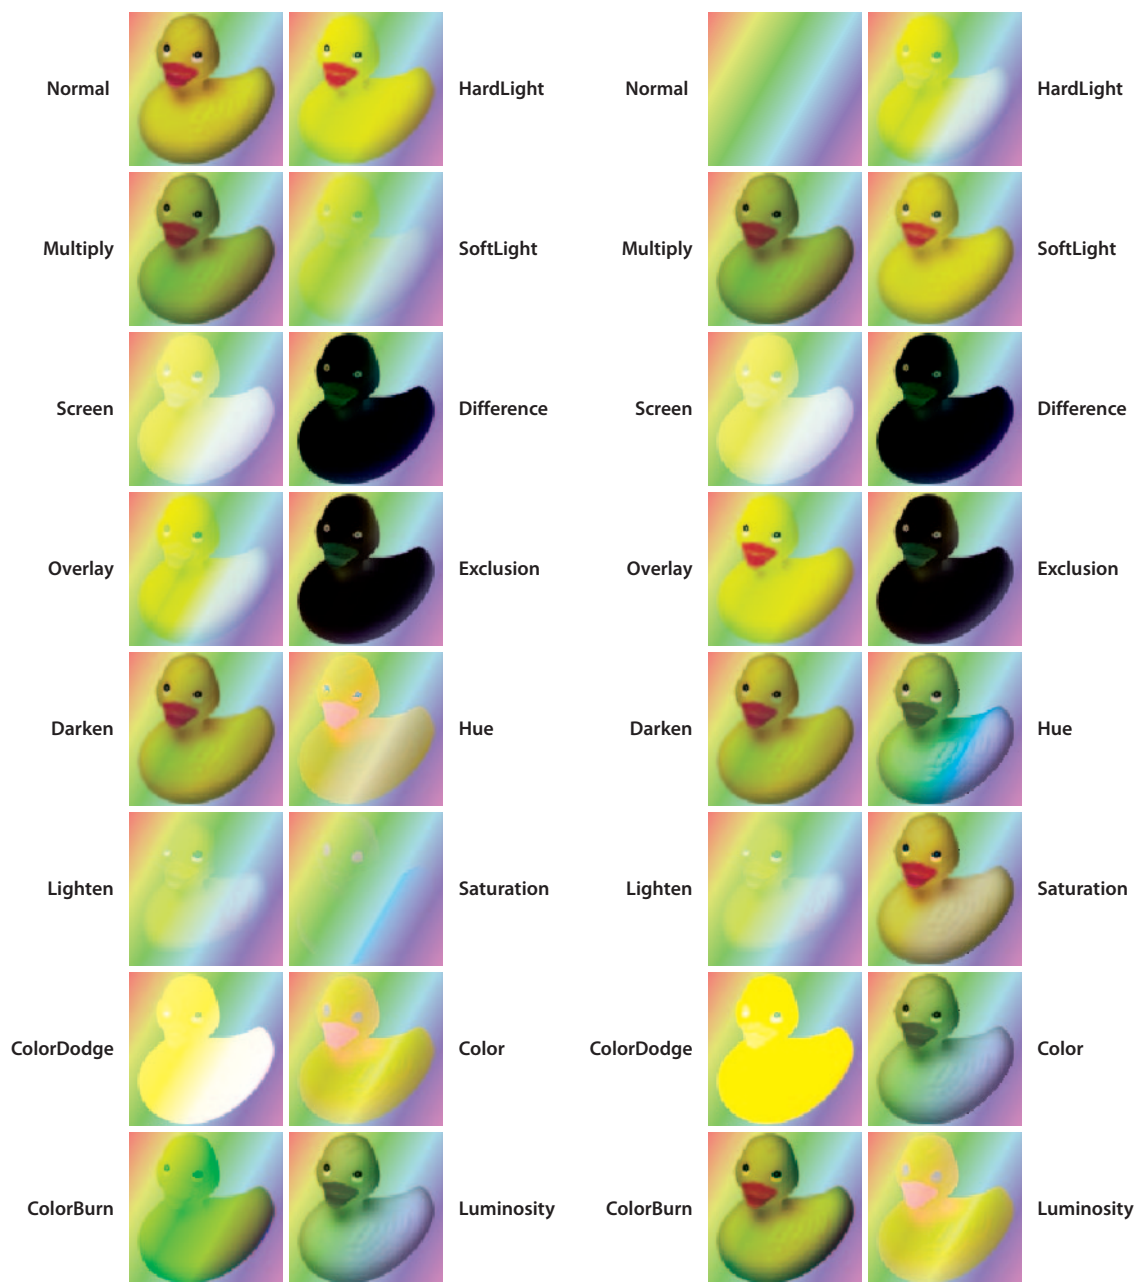 Normal
HardLight
Normal
HardLight
Multiply
SoftLight
Multiply
SoftLight
Screen
Difference
Screen
Difference
Overlay
Exclusion
Overlay
Exclusion
Darken
Hue
Darken
Hue
Lighten
Saturation
Lighten
Saturation
ColorDodge
Color
ColorDodge
Color
ColorBurn
Luminosity
ColorBurn
Luminosity